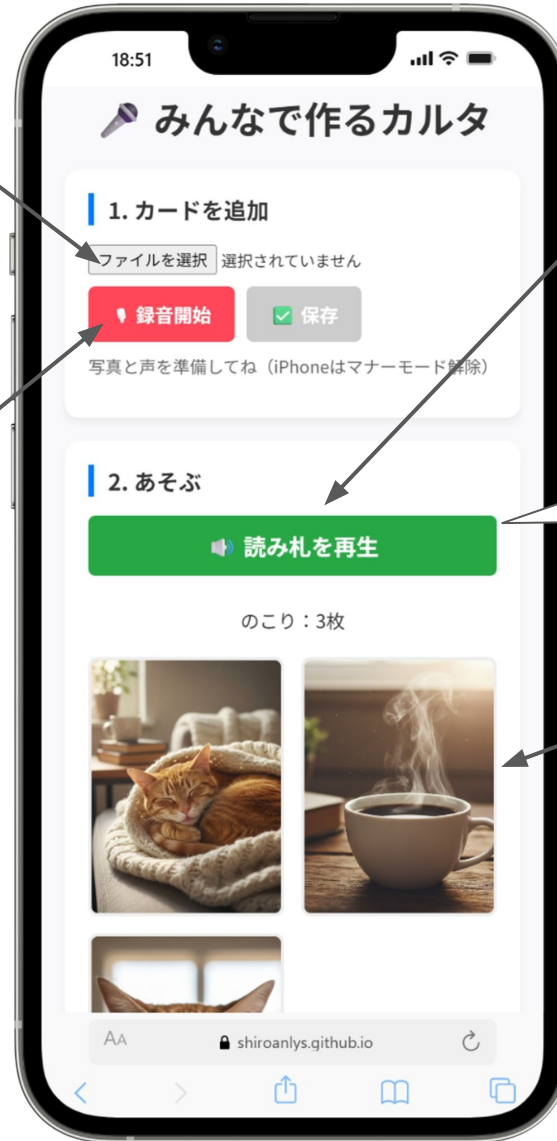 18:51
🎤 みんなで作るカルタ
1. カードを追加
ファイルを選択 選択されていません
🎙 録音開始 ✅ 保存
写真と声を準備してね（iPhoneはマナーモード解除）
2. あそぶ
🔊 読み札を再生
のこり：3枚
AA shiroanlys.github.io